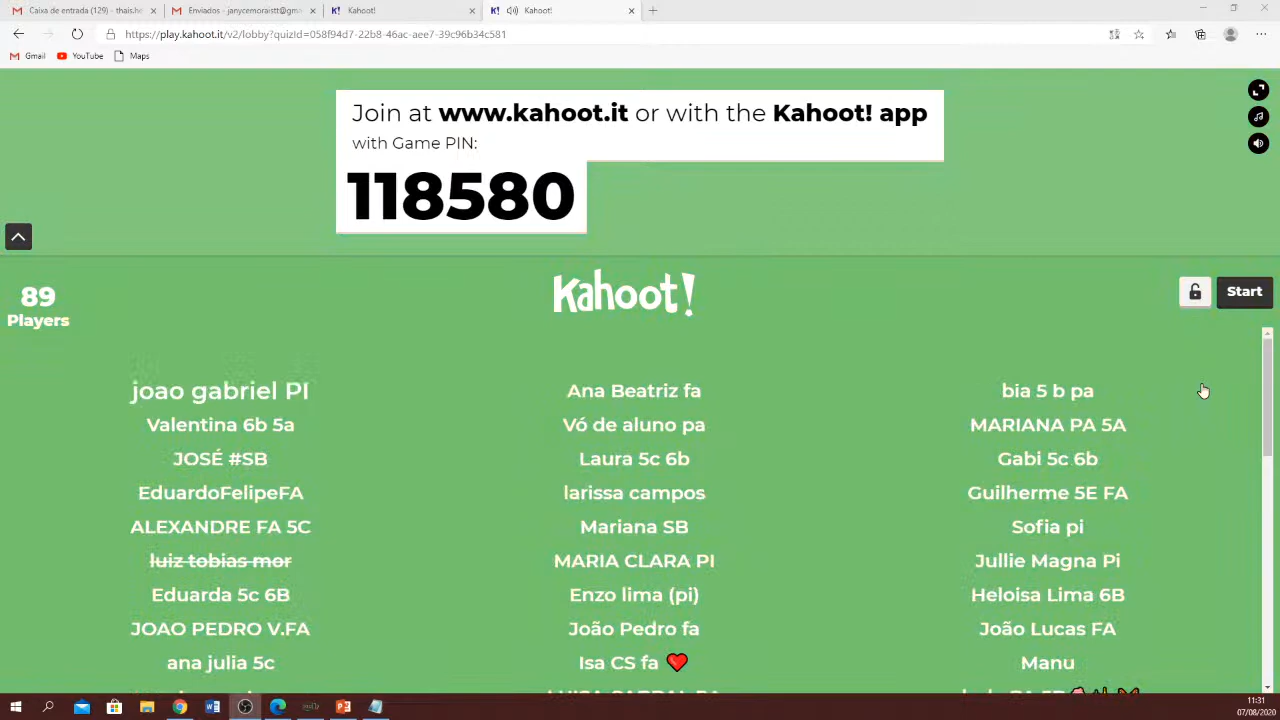 Caixa de entrada (129) - thais.he
Enviados - janycemoraistt@gma
Kahoot!
Kahoot!
https://play.kahoot.it/v2/lobby?quizId=058f94d7-22b8-46ac-aee7-39c96b34c581
Gmail YouTube Maps
Join at www.kahoot.it or with the Kahoot! app
with Game PIN:
118580
89
Players
Kahoot!
Start
joao gabriel PI Ana Beatriz fa bia 5 b pa
Valentina 6b 5a Vó de aluno pa MARIANA PA 5A
JOSÉ #SB Laura 5c 6b Gabi 5c 6b
EduardoFelipeFA larissa campos Guilherme 5E FA
ALEXANDRE FA 5C Mariana SB Sofia pi
luiz tobias mor MARIA CLARA PI Jullie Magna Pi
Eduarda 5c 6B Enzo lima (pi) Heloisa Lima 6B
JOAO PEDRO V.FA João Pedro fa João Lucas FA
ana julia 5c Isa CS fa ❤️ Manu
11:31
07/08/2020